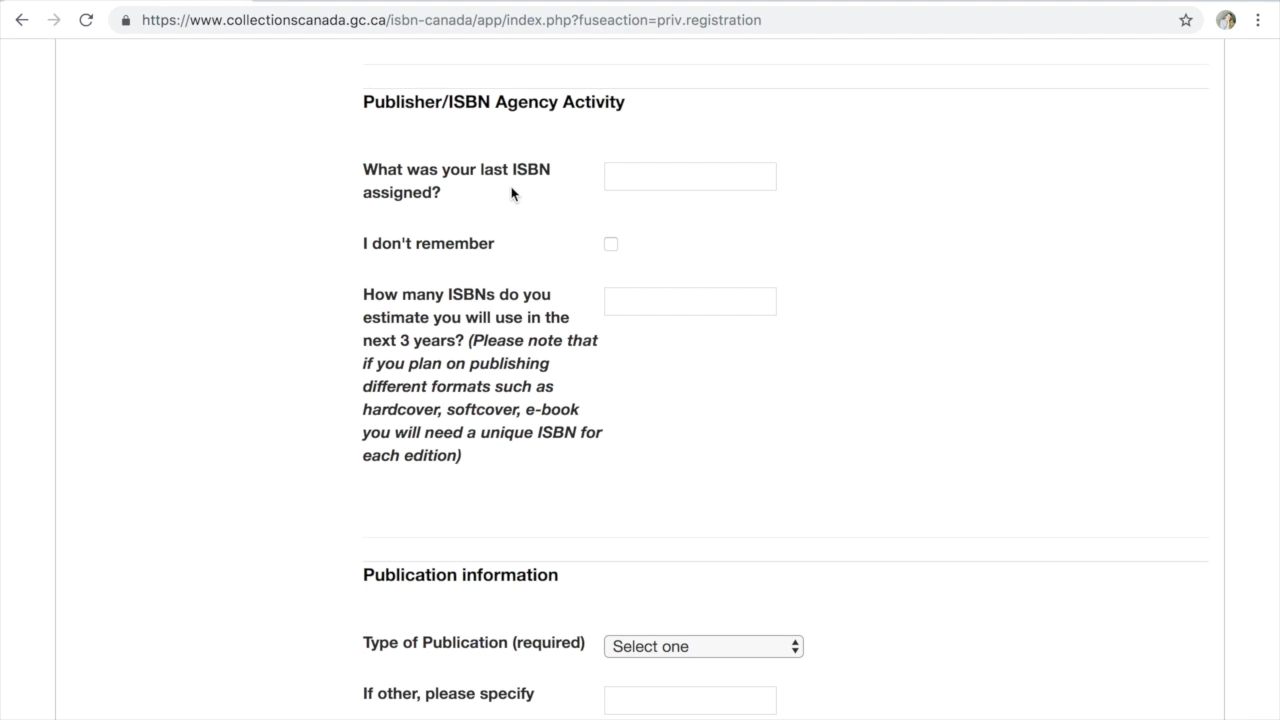 https://www.collectionscanada.gc.ca/isbn-canada/app/index.php?fuseaction=priv.registration
Publisher/ISBN Agency Activity
What was your last ISBN
assigned?
I don't remember
How many ISBNs do you
estimate you will use in the
next 3 years? (Please note that
if you plan on publishing
different formats such as
hardcover, softcover, e-book
you will need a unique ISBN for
each edition)
Publication information
Type of Publication (required)
Select one
If other, please specify